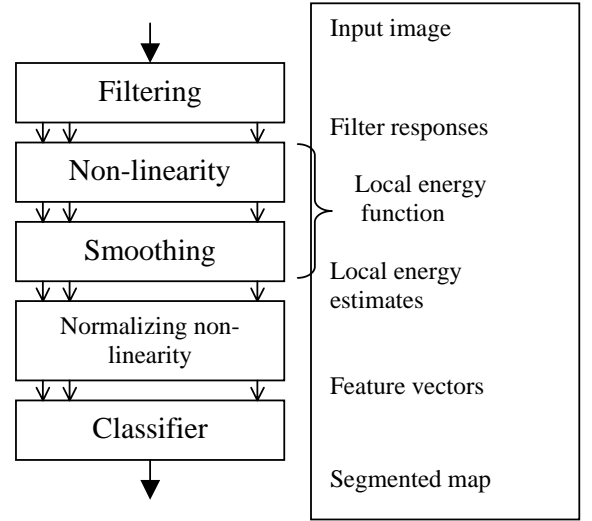 Input image
Filtering
Filter responses
Non-linearity
Local energy
function
Smoothing
Local energy
estimates
Normalizing non-
linearity
Feature vectors
Classifier
Segmented map